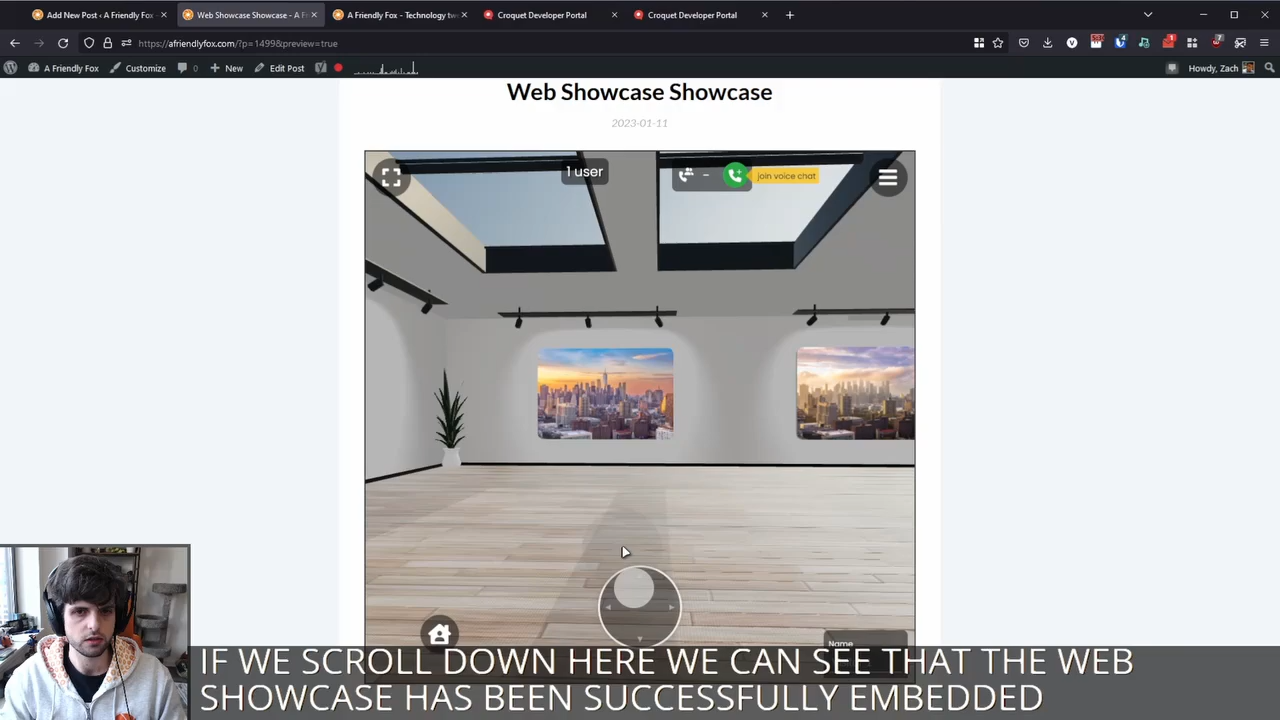 Add New Post ‹ A Friendly Fox -
Web Showcase Showcase - A Fr
A Friendly Fox - Technology twe
Croquet Developer Portal
Croquet Developer Portal
https://afriendlyfox.com/?p=1499&preview=true
A Friendly Fox
Customize
0
New
Edit Post
Howdy, Zach
Web Showcase Showcase
2023-01-11
1 user
-
join voice chat
Name
IF WE SCROLL DOWN HERE WE CAN SEE THAT THE WEB
SHOWCASE HAS BEEN SUCCESSFULLY EMBEDDED